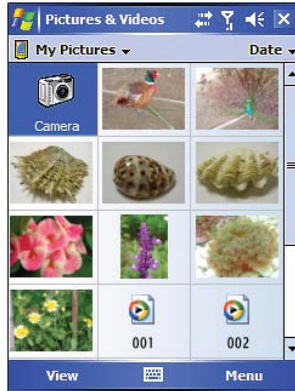 Pictures & Videos
My Pictures Date
Camera
001 002
View Menu